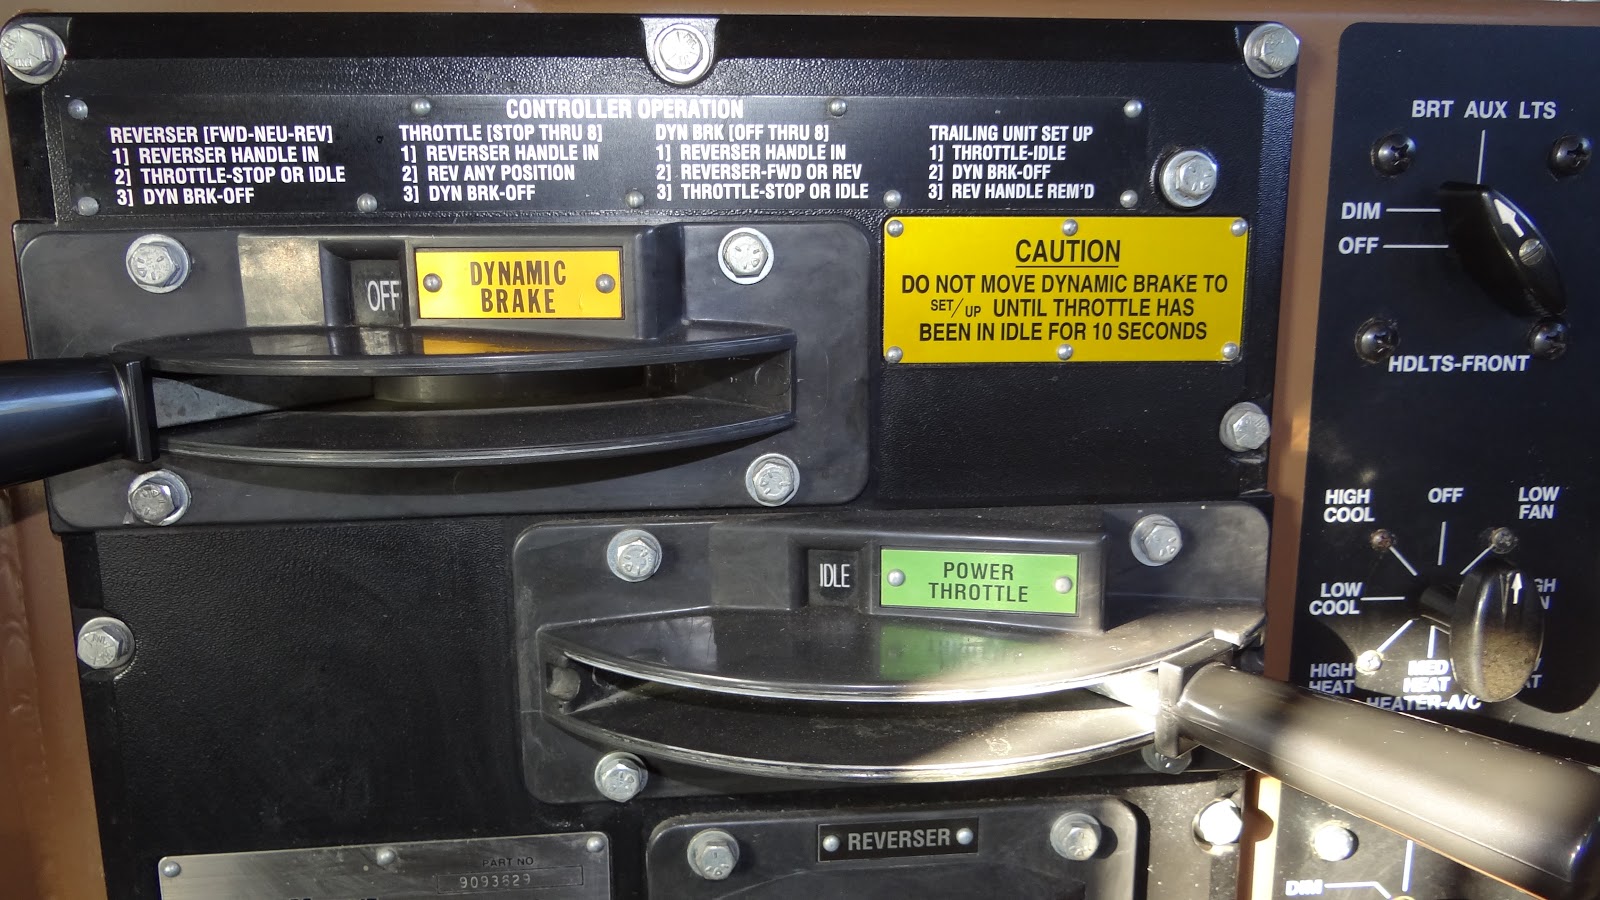 CONTROLLER OPERATION
REVERSER [FWD-NEU-REV]
1] REVERSER HANDLE IN
2] THROTTLE-STOP OR IDLE
3] DYN BRK-OFF
THROTTLE [STOP THRU 8]
1] REVERSER HANDLE IN
2] REV ANY POSITION
3] DYN BRK-OFF
DYN BRK [OFF THRU 8]
1] REVERSER HANDLE IN
2] REVERSER-FWD OR REV
3] THROTTLE-STOP OR IDLE
TRAILING UNIT SET UP
1] THROTTLE-IDLE
2] DYN BRK-OFF
3] REV HANDLE REM'D
OFF
DYNAMIC
BRAKE
CAUTION
DO NOT MOVE DYNAMIC BRAKE TO
SET/UP UNTIL THROTTLE HAS
BEEN IN IDLE FOR 10 SECONDS
BRT AUX LTS
DIM
OFF
HDLTS-FRONT
HIGH
COOL
OFF
LOW
FAN
LOW
COOL
HIGH
HEAT
MED
HEAT
HEATER-A/C
IDLE
POWER
THROTTLE
REVERSER
PART NO
9093629
DIM